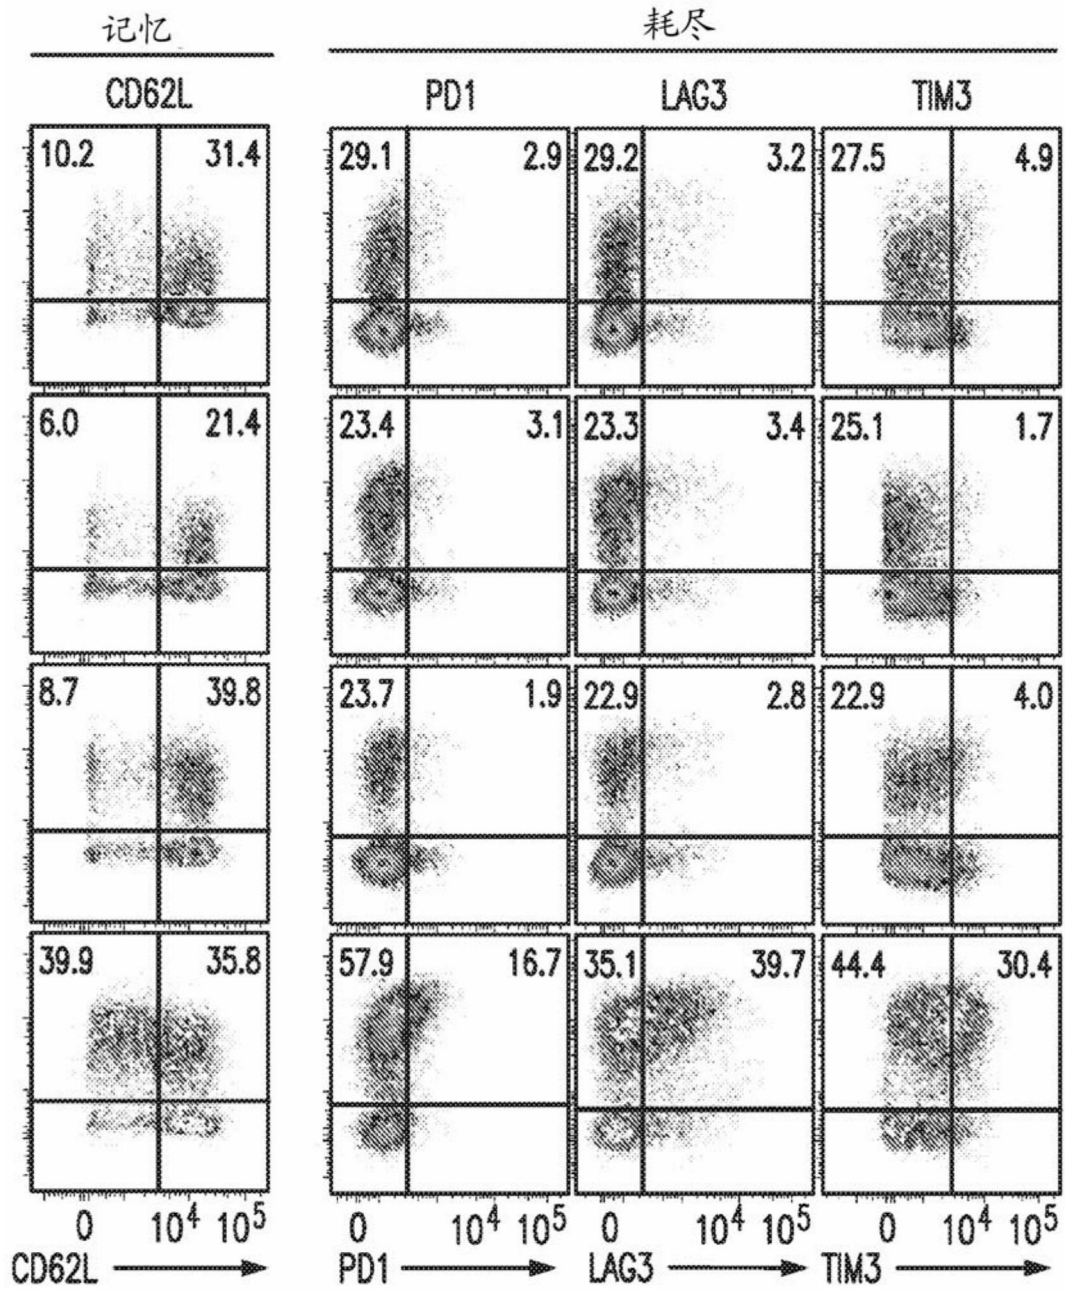 记忆 耗尽
CD62L PD1 LAG3 TIM3
10.2 31.4 29.1 2.9 29.2 3.2 27.5 4.9
6.0 21.4 23.4 3.1 23.3 3.4 25.1 1.7
8.7 39.8 23.7 1.9 22.9 2.8 22.9 4.0
39.9 35.8 57.9 16.7 35.1 39.7 44.4 30.4
0 10⁴ 10⁵ 0 10⁴ 10⁵ 0 10⁴ 10⁵ 0 10⁴ 10⁵
CD62L PD1 LAG3 TIM3